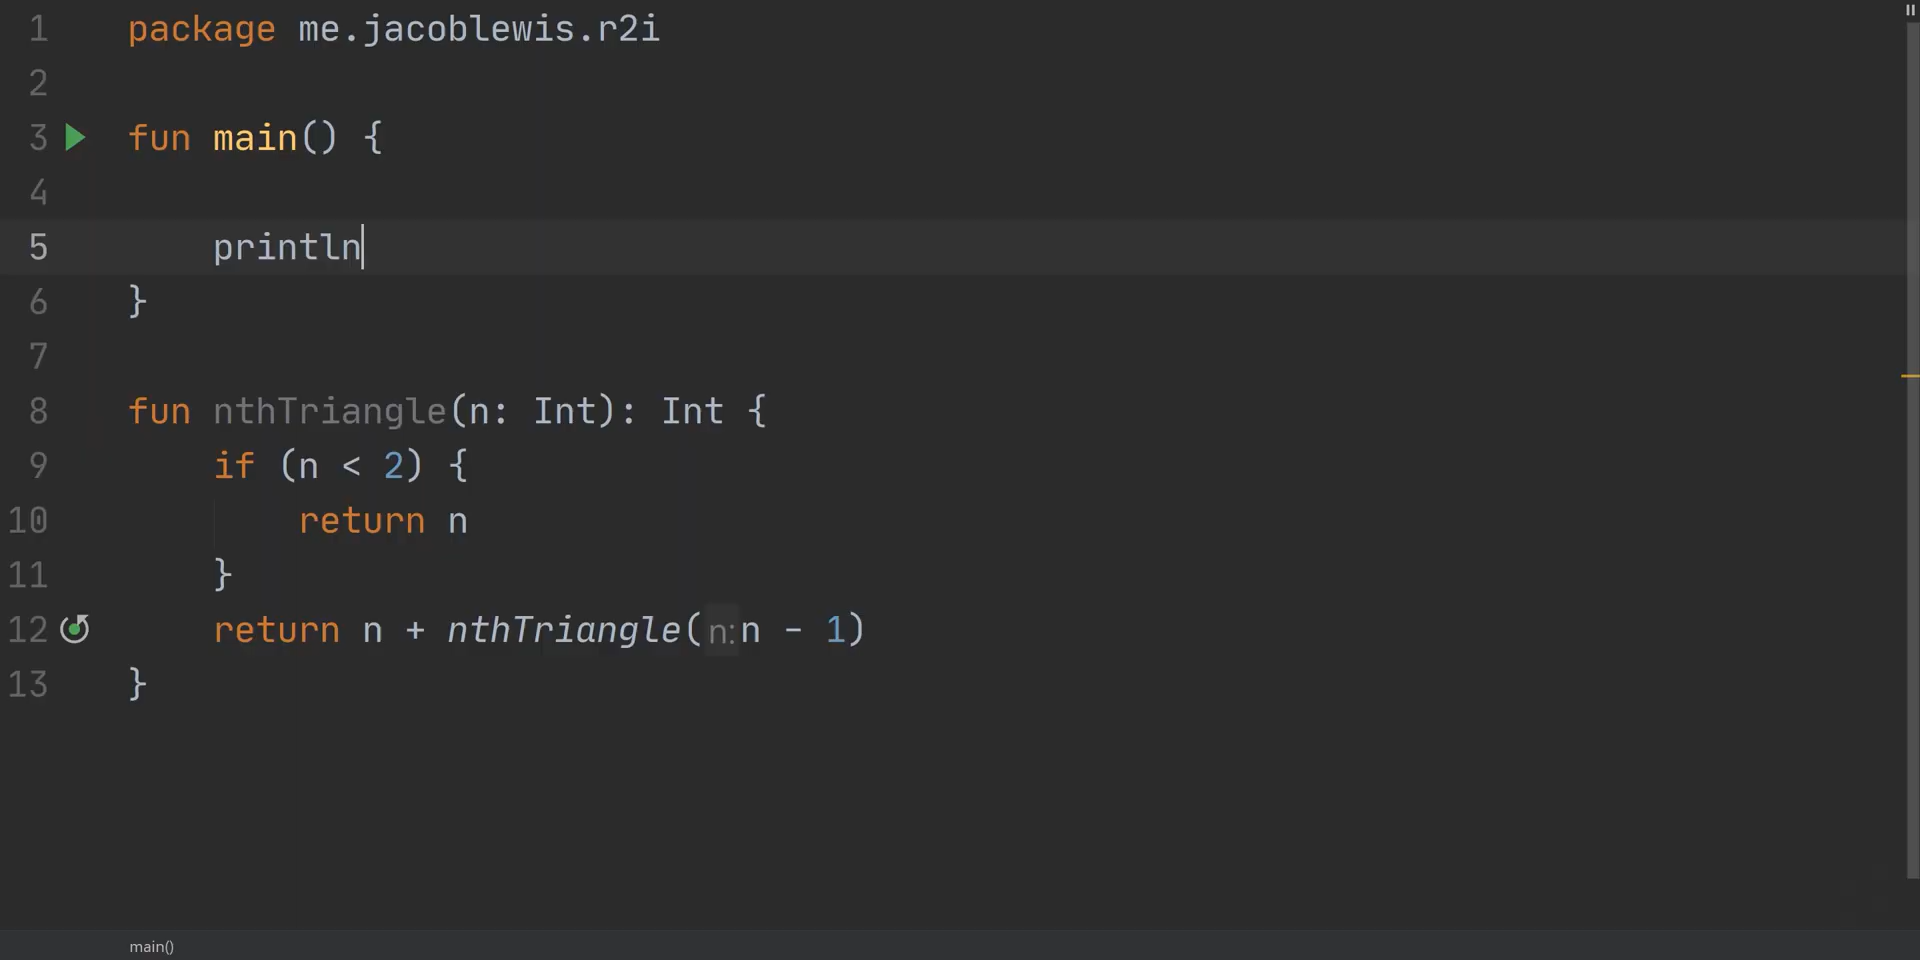 1 package me.jacoblewis.r2i
2
3 fun main() {
4
5 println
6 }
7
8 fun nthTriangle(n: Int): Int {
9 if (n < 2) {
10 return n
11 }
12 return n + nthTriangle( n: n - 1)
13 }
main()